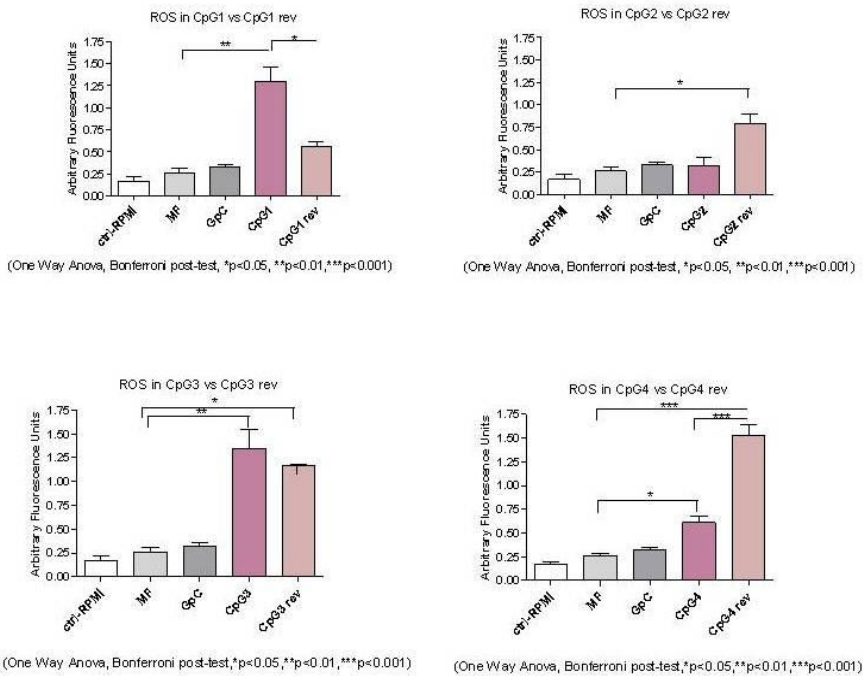 ROS in CpG1 vs CpG1 rev
Arbitrary Fluorescence Units
1.75
1.50
1.25
1.00
0.75
0.50
0.25
0.00
**
*
ctrl-RPMI
MF
GpC
CpG1
CpG1 rev
(One Way Anova, Bonferroni post-test, *p<0.05, **p<0.01,***p<0.001)
ROS in CpG2 vs CpG2 rev
Arbitrary Fluorescence Units
1.75
1.50
1.25
1.00
0.75
0.50
0.25
0.00
*
ctrl-RPMI
MF
GpC
CpG2
CpG2 rev
(One Way Anova, Bonferroni post-test, *p<0.05, **p<0.01,***p<0.001)
ROS in CpG3 vs CpG3 rev
Arbitrary Fluorescence Units
1.75
1.50
1.25
1.00
0.75
0.50
0.25
0.00
*
**
ctrl-RPMI
MF
GpC
CpG3
CpG3 rev
(One Way Anova, Bonferroni post-test,*p<0.05,**p<0.01,***p<0.001)
ROS in CpG4 vs CpG4 rev
Arbitrary Fluorescence Units
1.75
1.50
1.25
1.00
0.75
0.50
0.25
0.00
***
***
*
ctrl-RPMI
MF
GpC
CpG4
CpG4 rev
(One Way Anova, Bonferroni post-test,*p<0.05,**p<0.01,***p<0.001)